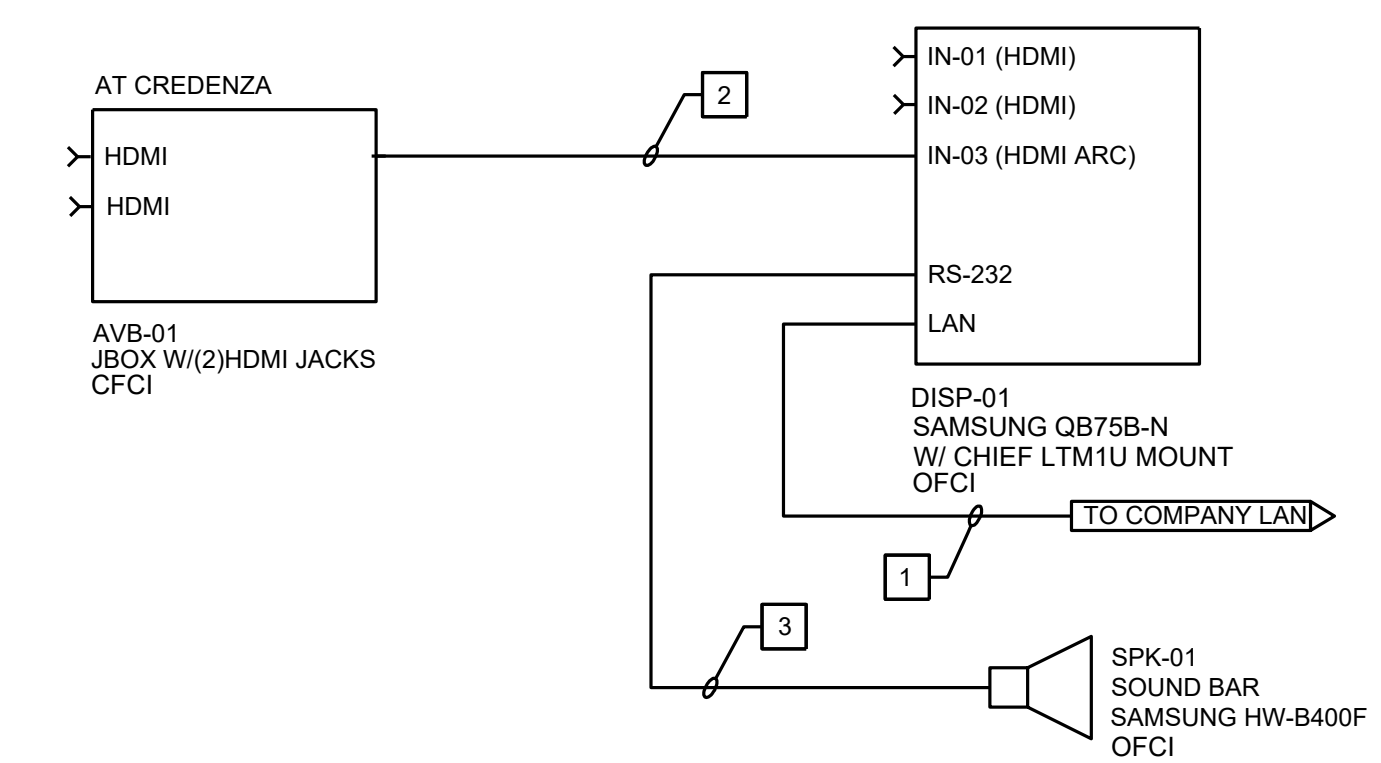 AT CREDENZA
HDMI
HDMI
AVB-01
JBOX W/(2)HDMI JACKS
CFCI
2
IN-01 (HDMI)
IN-02 (HDMI)
IN-03 (HDMI ARC)
RS-232
LAN
DISP-01
SAMSUNG QB75B-N
W/ CHIEF LTM1U MOUNT
OFCI
TO COMPANY LAN
1
3
SPK-01
SOUND BAR
SAMSUNG HW-B400F
OFCI